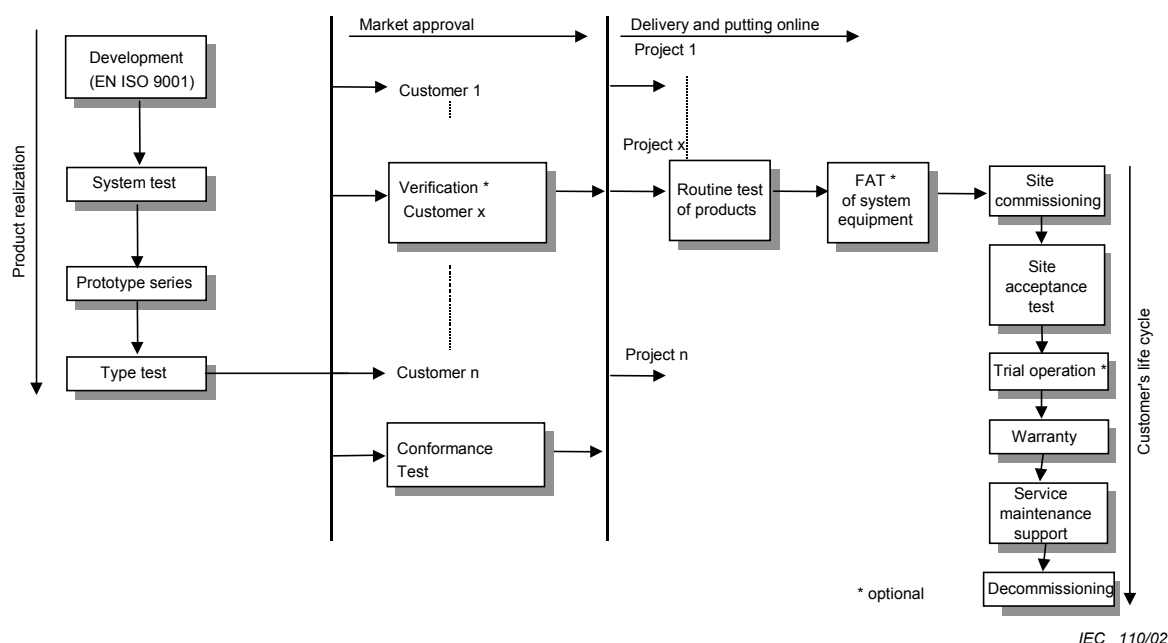 Product realization
Development
(EN ISO 9001)
System test
Prototype series
Type test
Market approval
Customer 1
Verification *
Customer x
Customer n
Conformance
Test
Delivery and putting online
Project 1
Project x
Routine test
of products
Project n
FAT *
of system
equipment
Site
commissioning
Site
acceptance
test
Trial operation *
Warranty
Service
maintenance
support
Decommissioning
Customer's life cycle
* optional
IEC 110/02